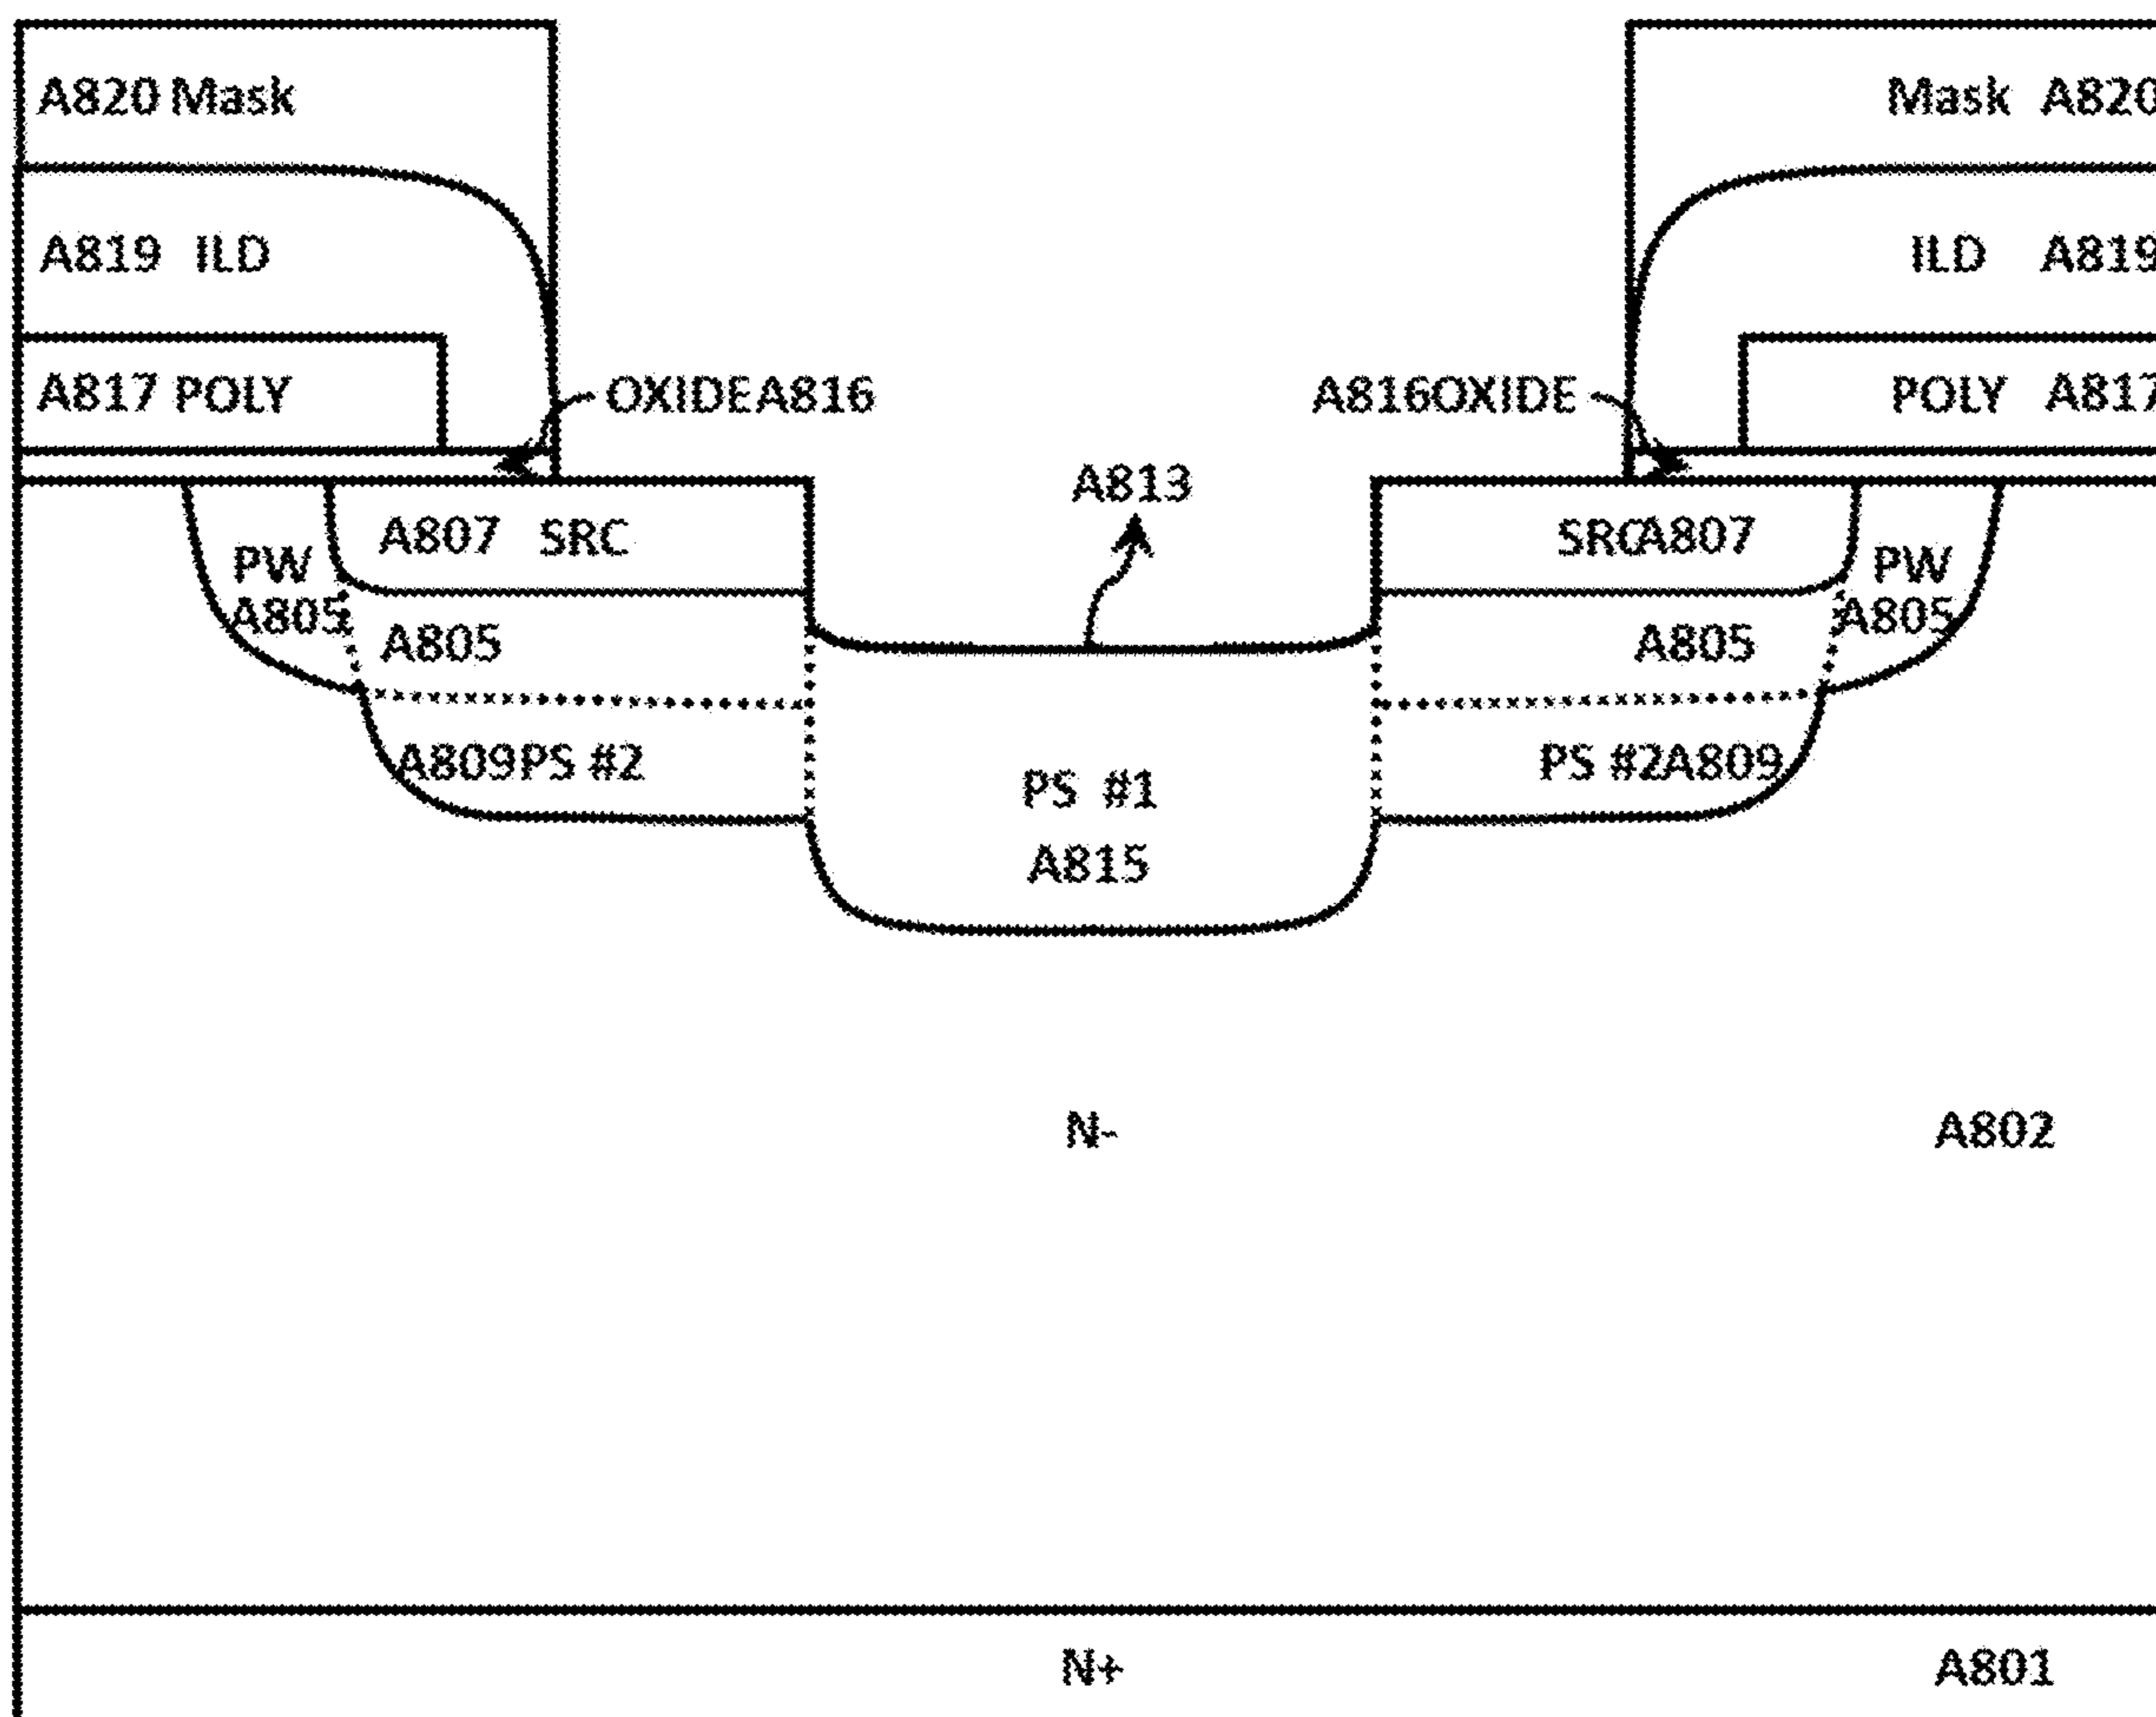 A820 Mask
Mask A820
A819 ILD
ILD A819
A817 POLY
OXIDEA816
A816OXIDE
POLY A817
A813
A807 SRC
SRCA807
PW
A805
A805
A805
PW
A805
A809PS #2
PS #1
A815
PS #2A809
N-
A802
N+
A801